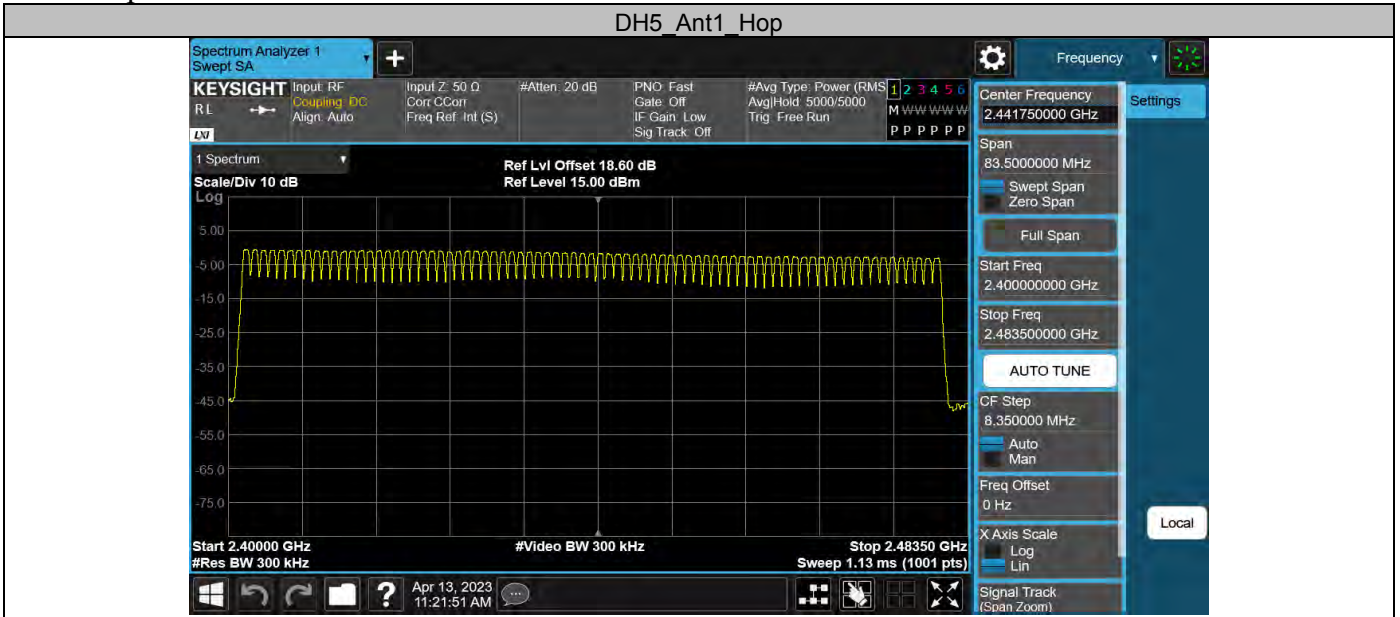 DH5_Ant1_Hop
Spectrum Analyzer 1
Swept SA
Frequency
KEYSIGHT
RL
LXI
Input: RF
Coupling: DC
Align: Auto
Input Z: 50 Ω
Corr CCorr
Freq Ref: Int (S)
#Atten: 20 dB
PNO: Fast
Gate: Off
IF Gain: Low
Sig Track: Off
#Avg Type: Power (RMS
Avg|Hold: 5000/5000
Trig: Free Run
1 2 3 4 5 6
M W W W W W
P P P P P P
Center Frequency
2.441750000 GHz
Settings
1 Spectrum
Scale/Div 10 dB
Log
Ref Lvl Offset 18.60 dB
Ref Level 15.00 dBm
5.00
-5.00
-15.0
-25.0
-35.0
-45.0
-55.0
-65.0
-75.0
Start 2.40000 GHz
#Res BW 300 kHz
#Video BW 300 kHz
Stop 2.48350 GHz
Sweep 1.13 ms (1001 pts)
Span
83.5000000 MHz
Swept Span
Zero Span
Full Span
Start Freq
2.400000000 GHz
Stop Freq
2.483500000 GHz
AUTO TUNE
CF Step
8.350000 MHz
Auto
Man
Freq Offset
0 Hz
X Axis Scale
Log
Lin
Signal Track
(Span Zoom)
Local
?
Apr 13, 2023
11:21:51 AM